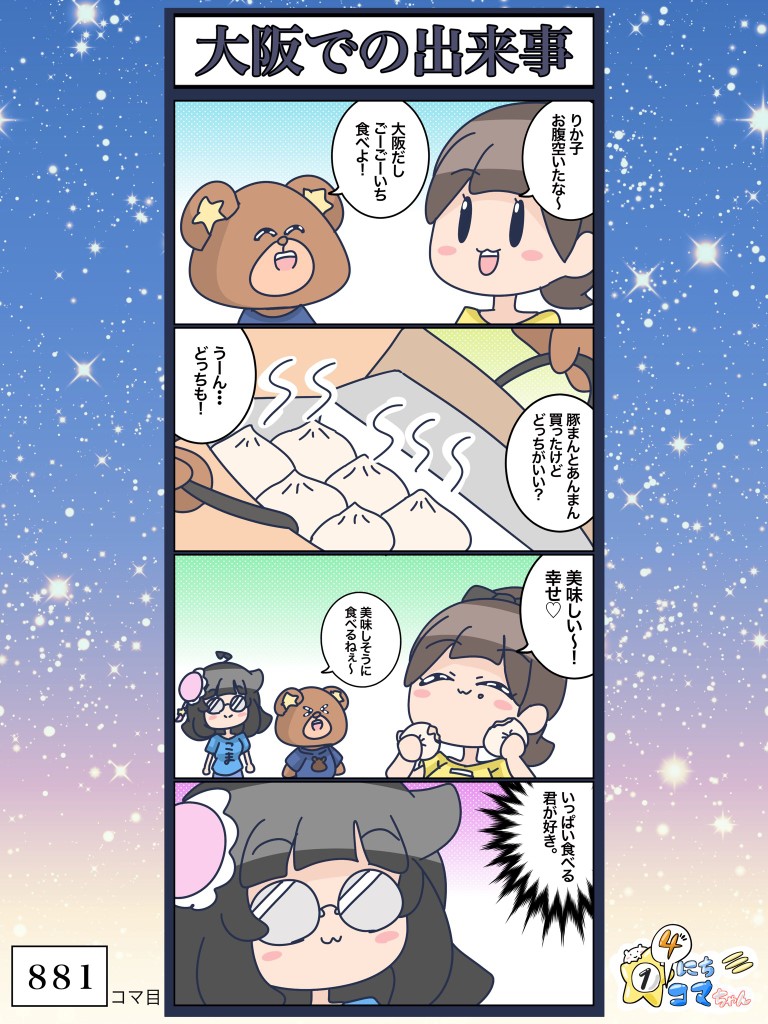 大阪での出来事
りか子
お腹空いたな〜
大阪だし
ごーごーいち
食べよ！
豚まんとあんまん
買ったけど
どっちがいい？
うーん…
どっちも！
美味しい〜！
幸せ♡
美味しそうに
食べるねぇ〜
こま
いっぱい食べる
君が好き。
881
コマ目
1
にち
4
コマ
ちゃん